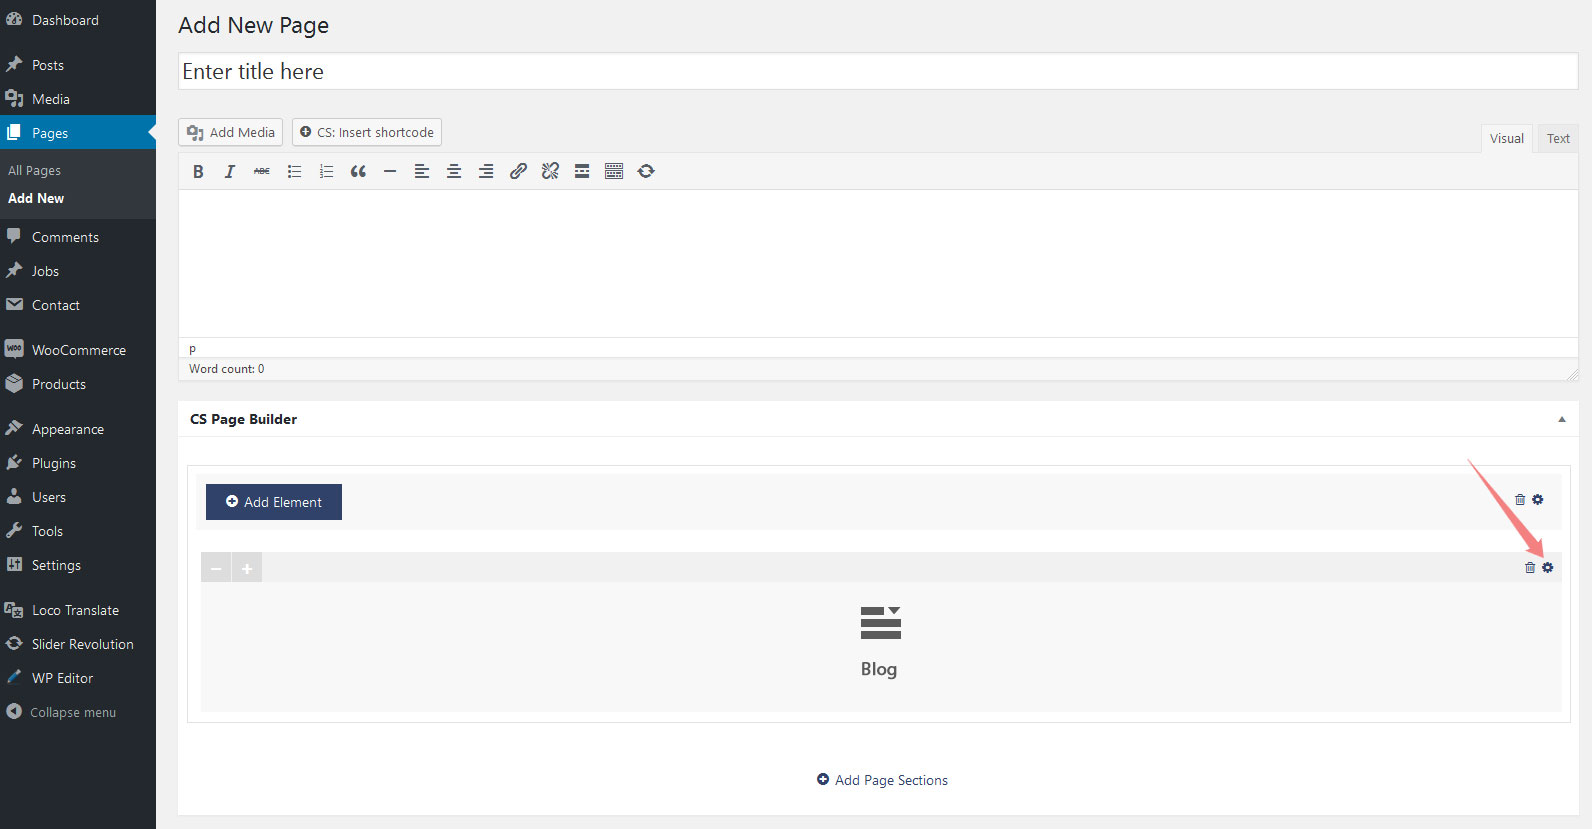 Dashboard
Posts
Media
Pages
All Pages
Add New
Comments
Jobs
Contact
WOO WooCommerce
Products
Appearance
Plugins
Users
Tools
Settings
Loco Translate
Slider Revolution
WP Editor
Collapse menu
Add New Page
Enter title here
Add Media CS: Insert shortcode
Visual Text
B I ABC
p
Word count: 0
CS Page Builder
Add Element
Blog
Add Page Sections